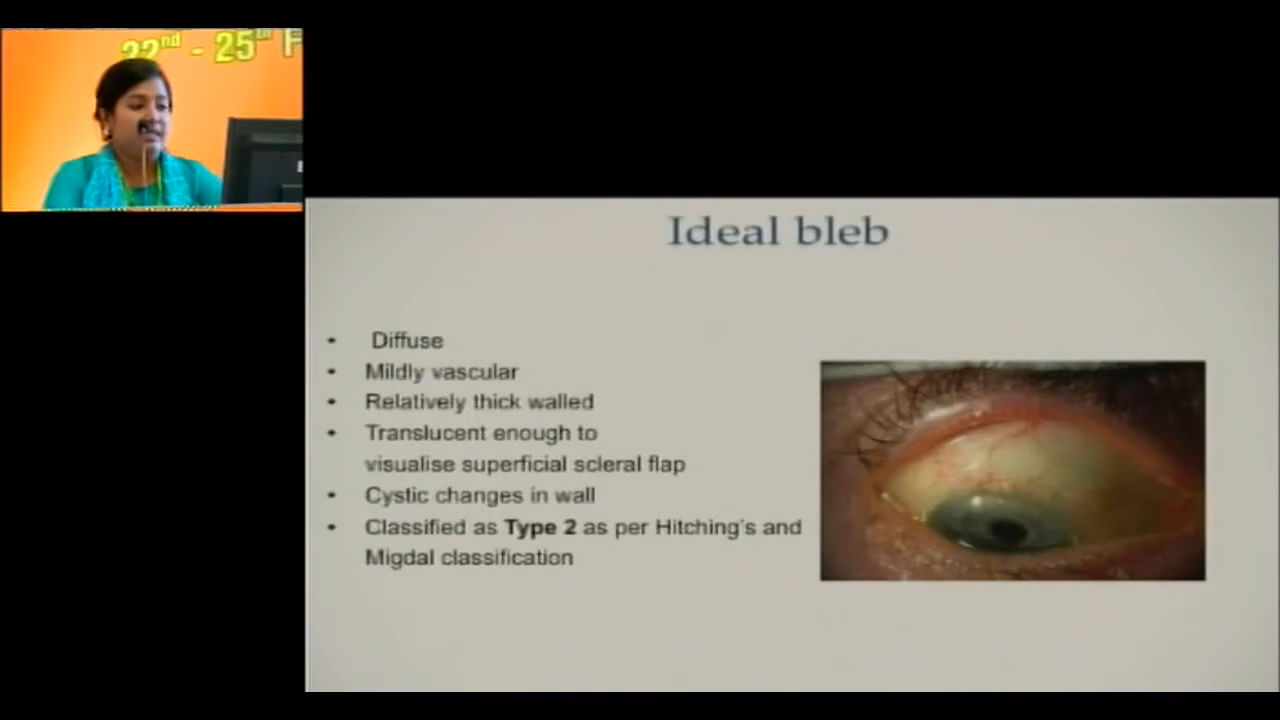 22nd - 25th F
Ideal bleb
• Diffuse
• Mildly vascular
• Relatively thick walled
• Translucent enough to
visualise superficial scleral flap
• Cystic changes in wall
• Classified as Type 2 as per Hitching's and
Migdal classification